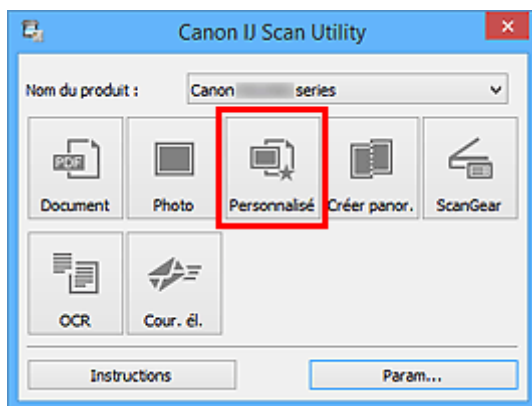 Canon IJ Scan Utility
Nom du produit : Canon series
PDF
Document Photo Personnalisé Créer panor. ScanGear
OCR Cour. él.
Instructions Param...